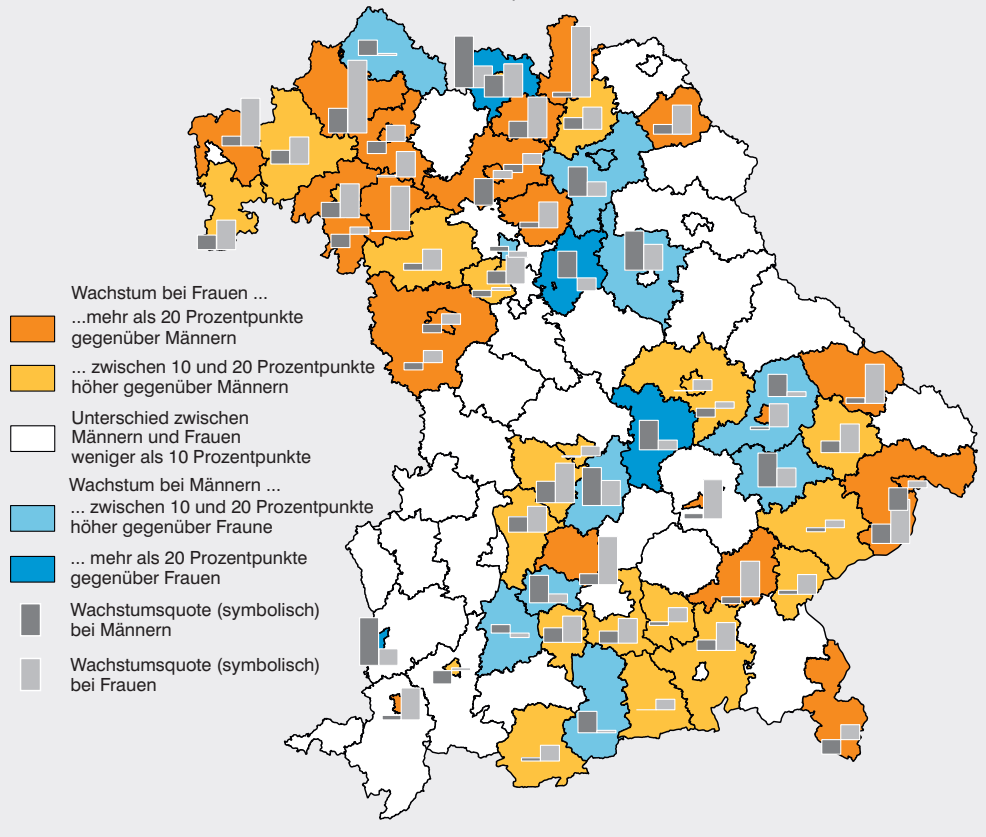 Wachstum bei Frauen ...
...mehr als 20 Prozentpunkte
gegenüber Männern
... zwischen 10 und 20 Prozentpunkte
höher gegenüber Männern
Unterschied zwischen
Männern und Frauen
weniger als 10 Prozentpunkte
Wachstum bei Männern ...
... zwischen 10 und 20 Prozentpunkte
höher gegenüber Fraune
... mehr als 20 Prozentpunkte
gegenüber Frauen
Wachstumsquote (symbolisch)
bei Männern
Wachstumsquote (symbolisch)
bei Frauen